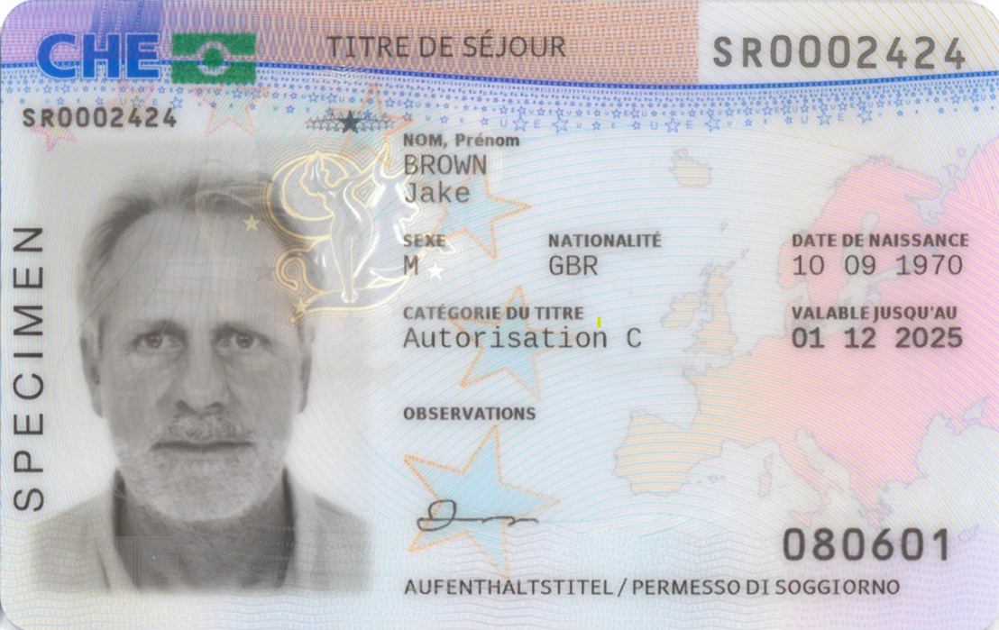 CHE
TITRE DE SÉJOUR
SR0002424
SR0002424
NOM, Prénom
BROWN
Jake
SEXE NATIONALITÉ DATE DE NAISSANCE
M GBR 10 09 1970
CATÉGORIE DU TITRE VALABLE JUSQU'AU
Autorisation C 01 12 2025
OBSERVATIONS
080601
AUFENTHALTSTITEL / PERMESSO DI SOGGIORNO
SPECIMEN